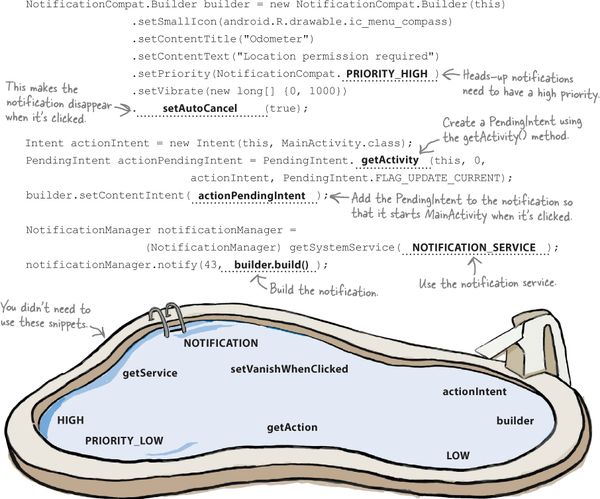 NotificationCompat.Builder builder = new NotificationCompat.Builder(this)
.setSmallIcon(android.R.drawable.ic_menu_compass)
.setContentTitle("Odometer")
.setContentText("Location permission required")
.setPriority(NotificationCompat. PRIORITY_HIGH )
Heads-up notifications
need to have a high priority.
.setVibrate(new long[] {0, 1000})
This makes the
notification disappear
when it's clicked.
. setAutoCancel (true);
Create a PendingIntent using
the getActivity() method.
Intent actionIntent = new Intent(this, MainActivity.class);
PendingIntent actionPendingIntent = PendingIntent. getActivity (this, 0,
actionIntent, PendingIntent.FLAG_UPDATE_CURRENT);
builder.setContentIntent( actionPendingIntent );
Add the PendingIntent to the notification so
that it starts MainActivity when it's clicked.
NotificationManager notificationManager =
(NotificationManager) getSystemService( NOTIFICATION_SERVICE );
notificationManager.notify(43, builder.build() );
Build the notification.
Use the notification service.
You didn't need to
use these snippets.
NOTIFICATION
getService
setVanishWhenClicked
actionIntent
HIGH
getAction
builder
PRIORITY_LOW
LOW